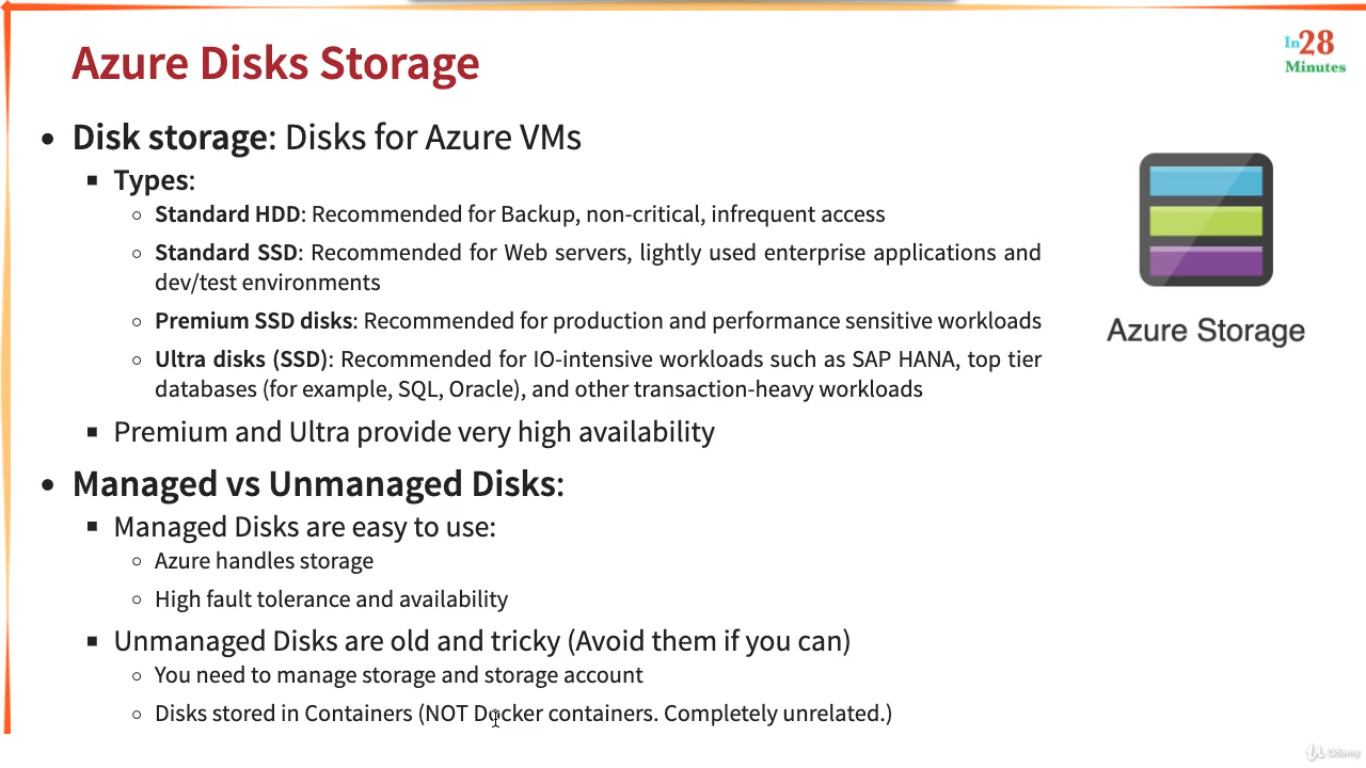 Azure Disks Storage
In28
Minutes
• Disk storage: Disks for Azure VMs
▪ Types:
○ Standard HDD: Recommended for Backup, non-critical, infrequent access
○ Standard SSD: Recommended for Web servers, lightly used enterprise applications and
dev/test environments
○ Premium SSD disks: Recommended for production and performance sensitive workloads
○ Ultra disks (SSD): Recommended for IO-intensive workloads such as SAP HANA, top tier
databases (for example, SQL, Oracle), and other transaction-heavy workloads
▪ Premium and Ultra provide very high availability
• Managed vs Unmanaged Disks:
▪ Managed Disks are easy to use:
○ Azure handles storage
○ High fault tolerance and availability
▪ Unmanaged Disks are old and tricky (Avoid them if you can)
○ You need to manage storage and storage account
○ Disks stored in Containers (NOT Docker containers. Completely unrelated.)
Azure Storage
Udemy